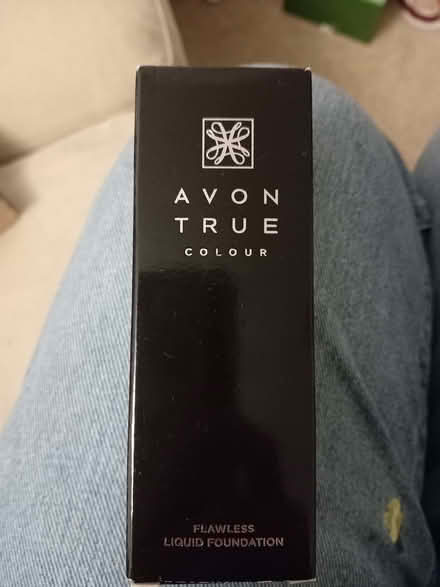 AVON
TRUE
COLOUR
FLAWLESS
LIQUID FOUNDATION